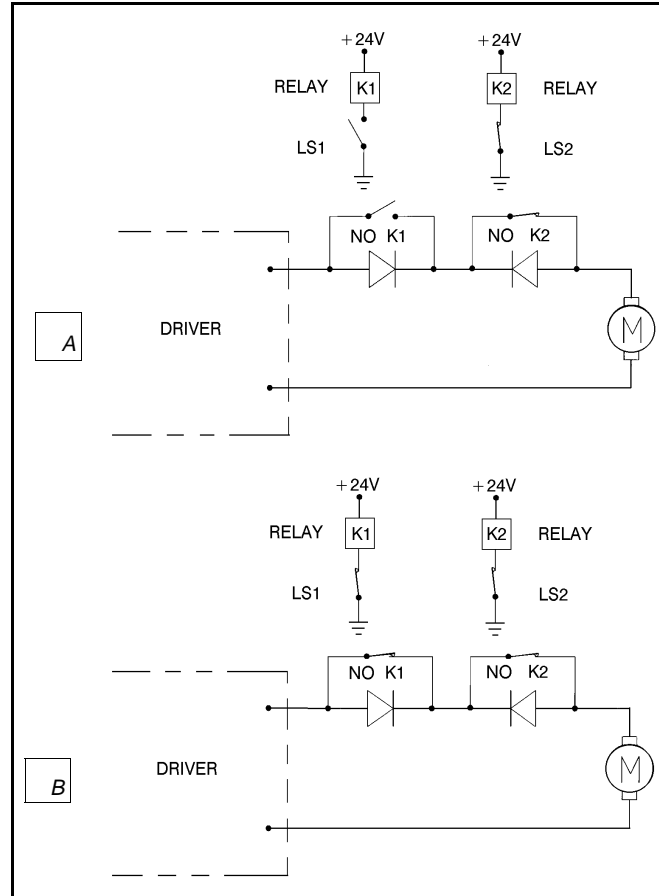 +24V +24V
RELAY K1 K2 RELAY
LS1 LS2
NO K1 NO K2
A DRIVER M
+24V +24V
RELAY K1 K2 RELAY
LS1 LS2
NO K1 NO K2
B DRIVER M